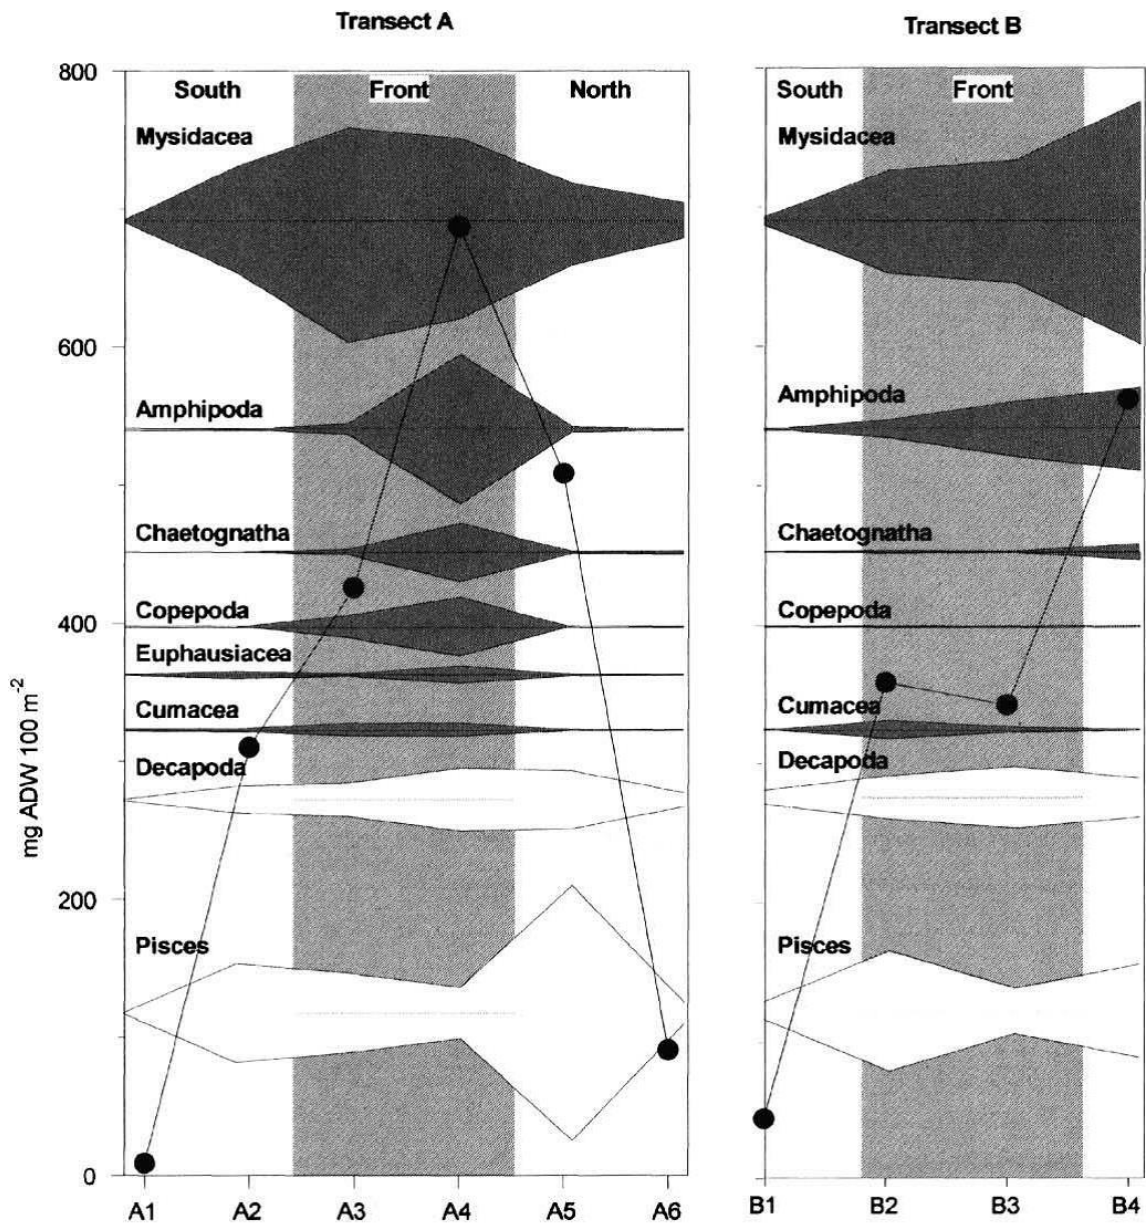 Transect A
Transect B
800
600
400
200
0
mg ADW 100 m-2
South Front North
Mysidacea
Amphipoda
Chaetognatha
Copepoda
Euphausiacea
Cumacea
Decapoda
Pisces
A1 A2 A3 A4 A5 A6
South Front
Mysidacea
Amphipoda
Chaetognatha
Copepoda
Cumacea
Decapoda
Pisces
B1 B2 B3 B4